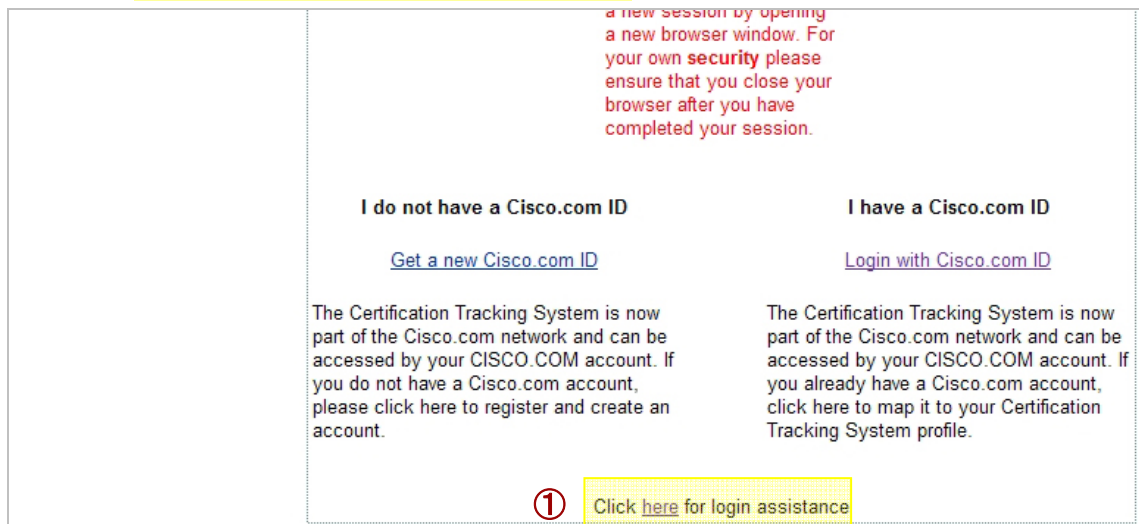 a new session by opening
a new browser window. For
your own security please
ensure that you close your
browser after you have
completed your session.
I do not have a Cisco.com ID
Get a new Cisco.com ID
The Certification Tracking System is now
part of the Cisco.com network and can be
accessed by your CISCO.COM account. If
you do not have a Cisco.com account,
please click here to register and create an
account.
I have a Cisco.com ID
Login with Cisco.com ID
The Certification Tracking System is now
part of the Cisco.com network and can be
accessed by your CISCO.COM account. If
you already have a Cisco.com account,
click here to map it to your Certification
Tracking System profile.
① Click here for login assistance